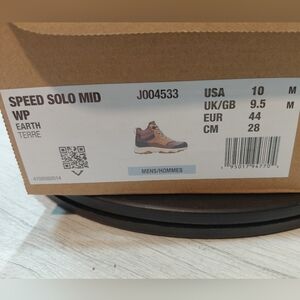 SPEED SOLO MID
WP
EARTH
TERRE
J004533
USA 10 M
UK/GB 9.5 M
EUR 44
CM 28
MENS/HOMMES